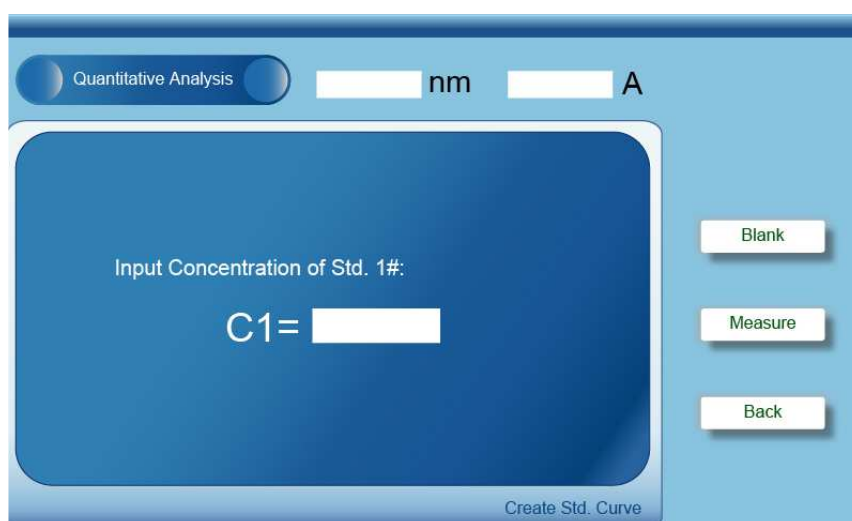 Quantitative Analysis
nm
A
Input Concentration of Std. 1#:
C1=
Blank
Measure
Back
Create Std. Curve